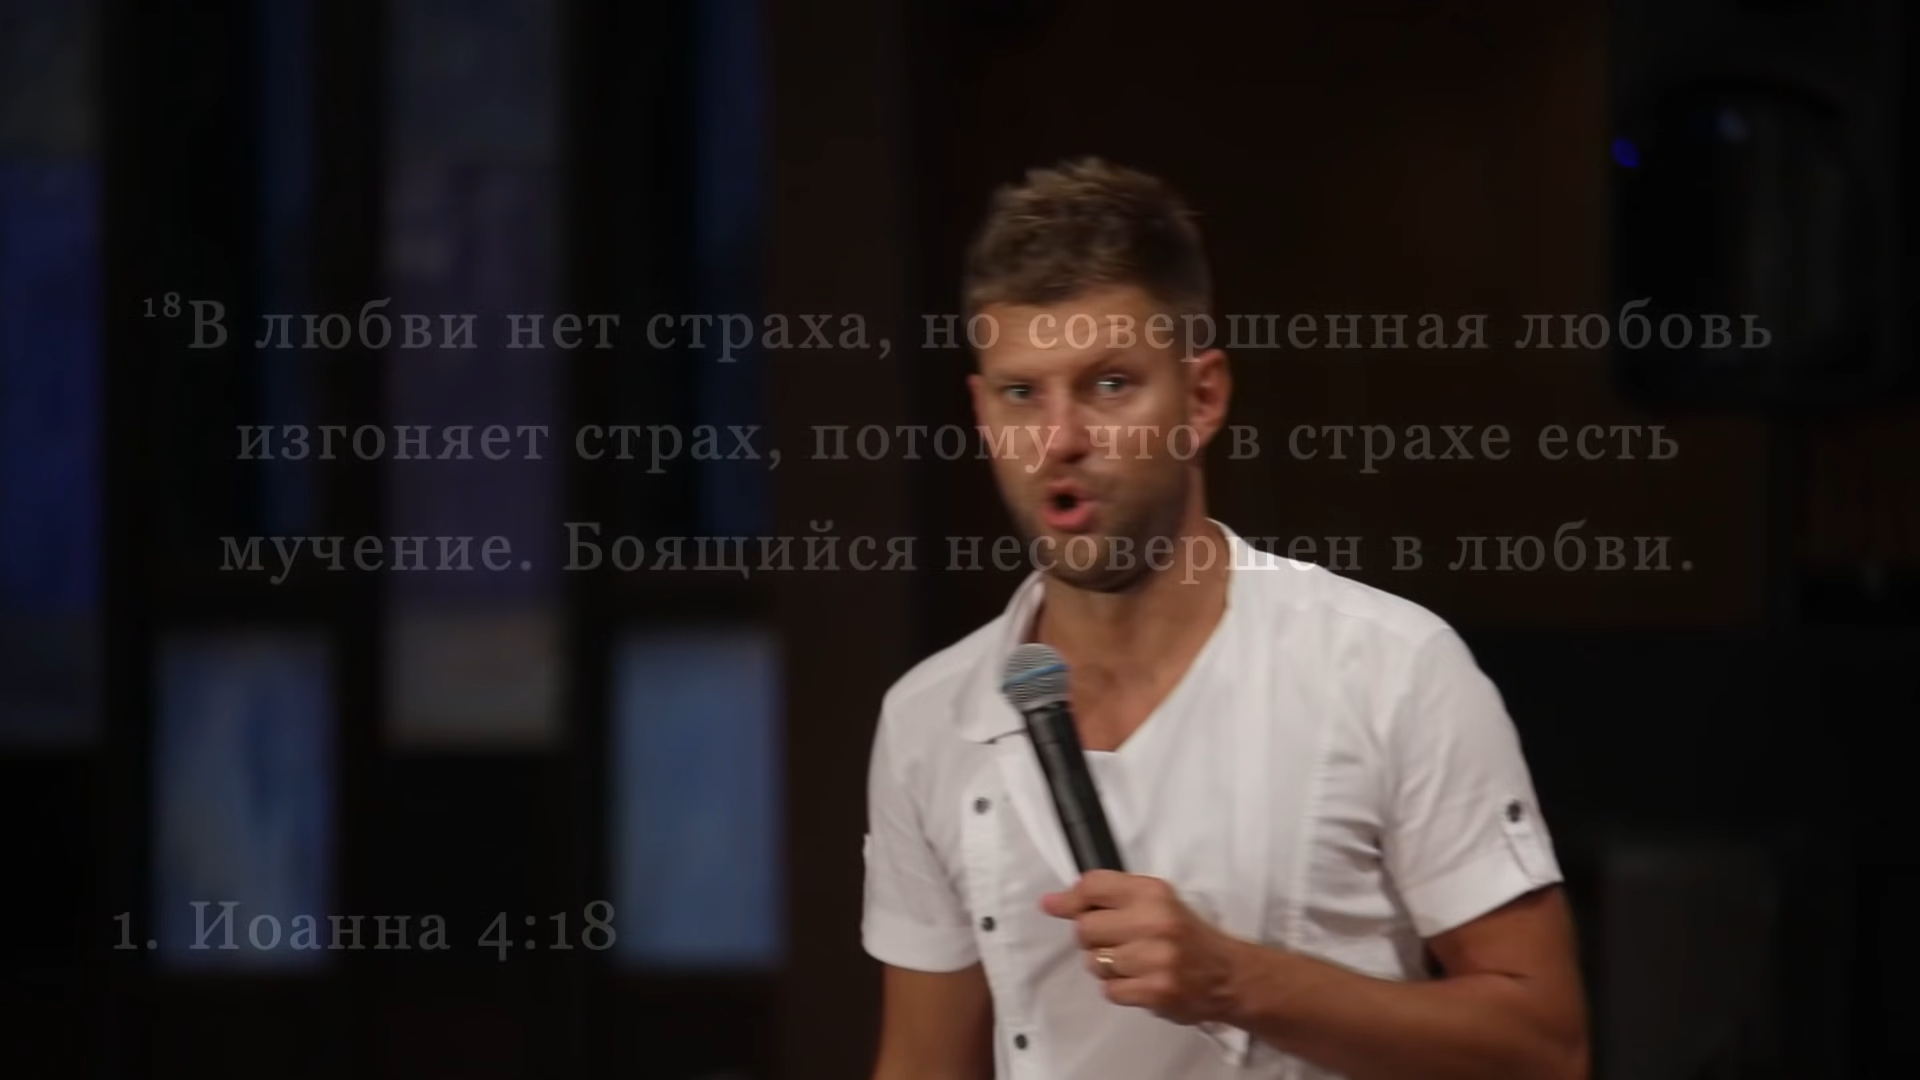 ¹⁸В любви нет страха, но совершенная любовь
изгоняет страх, потому что в страхе есть
мучение. Боящийся несовершен в любви.
1. Иоанна 4:18